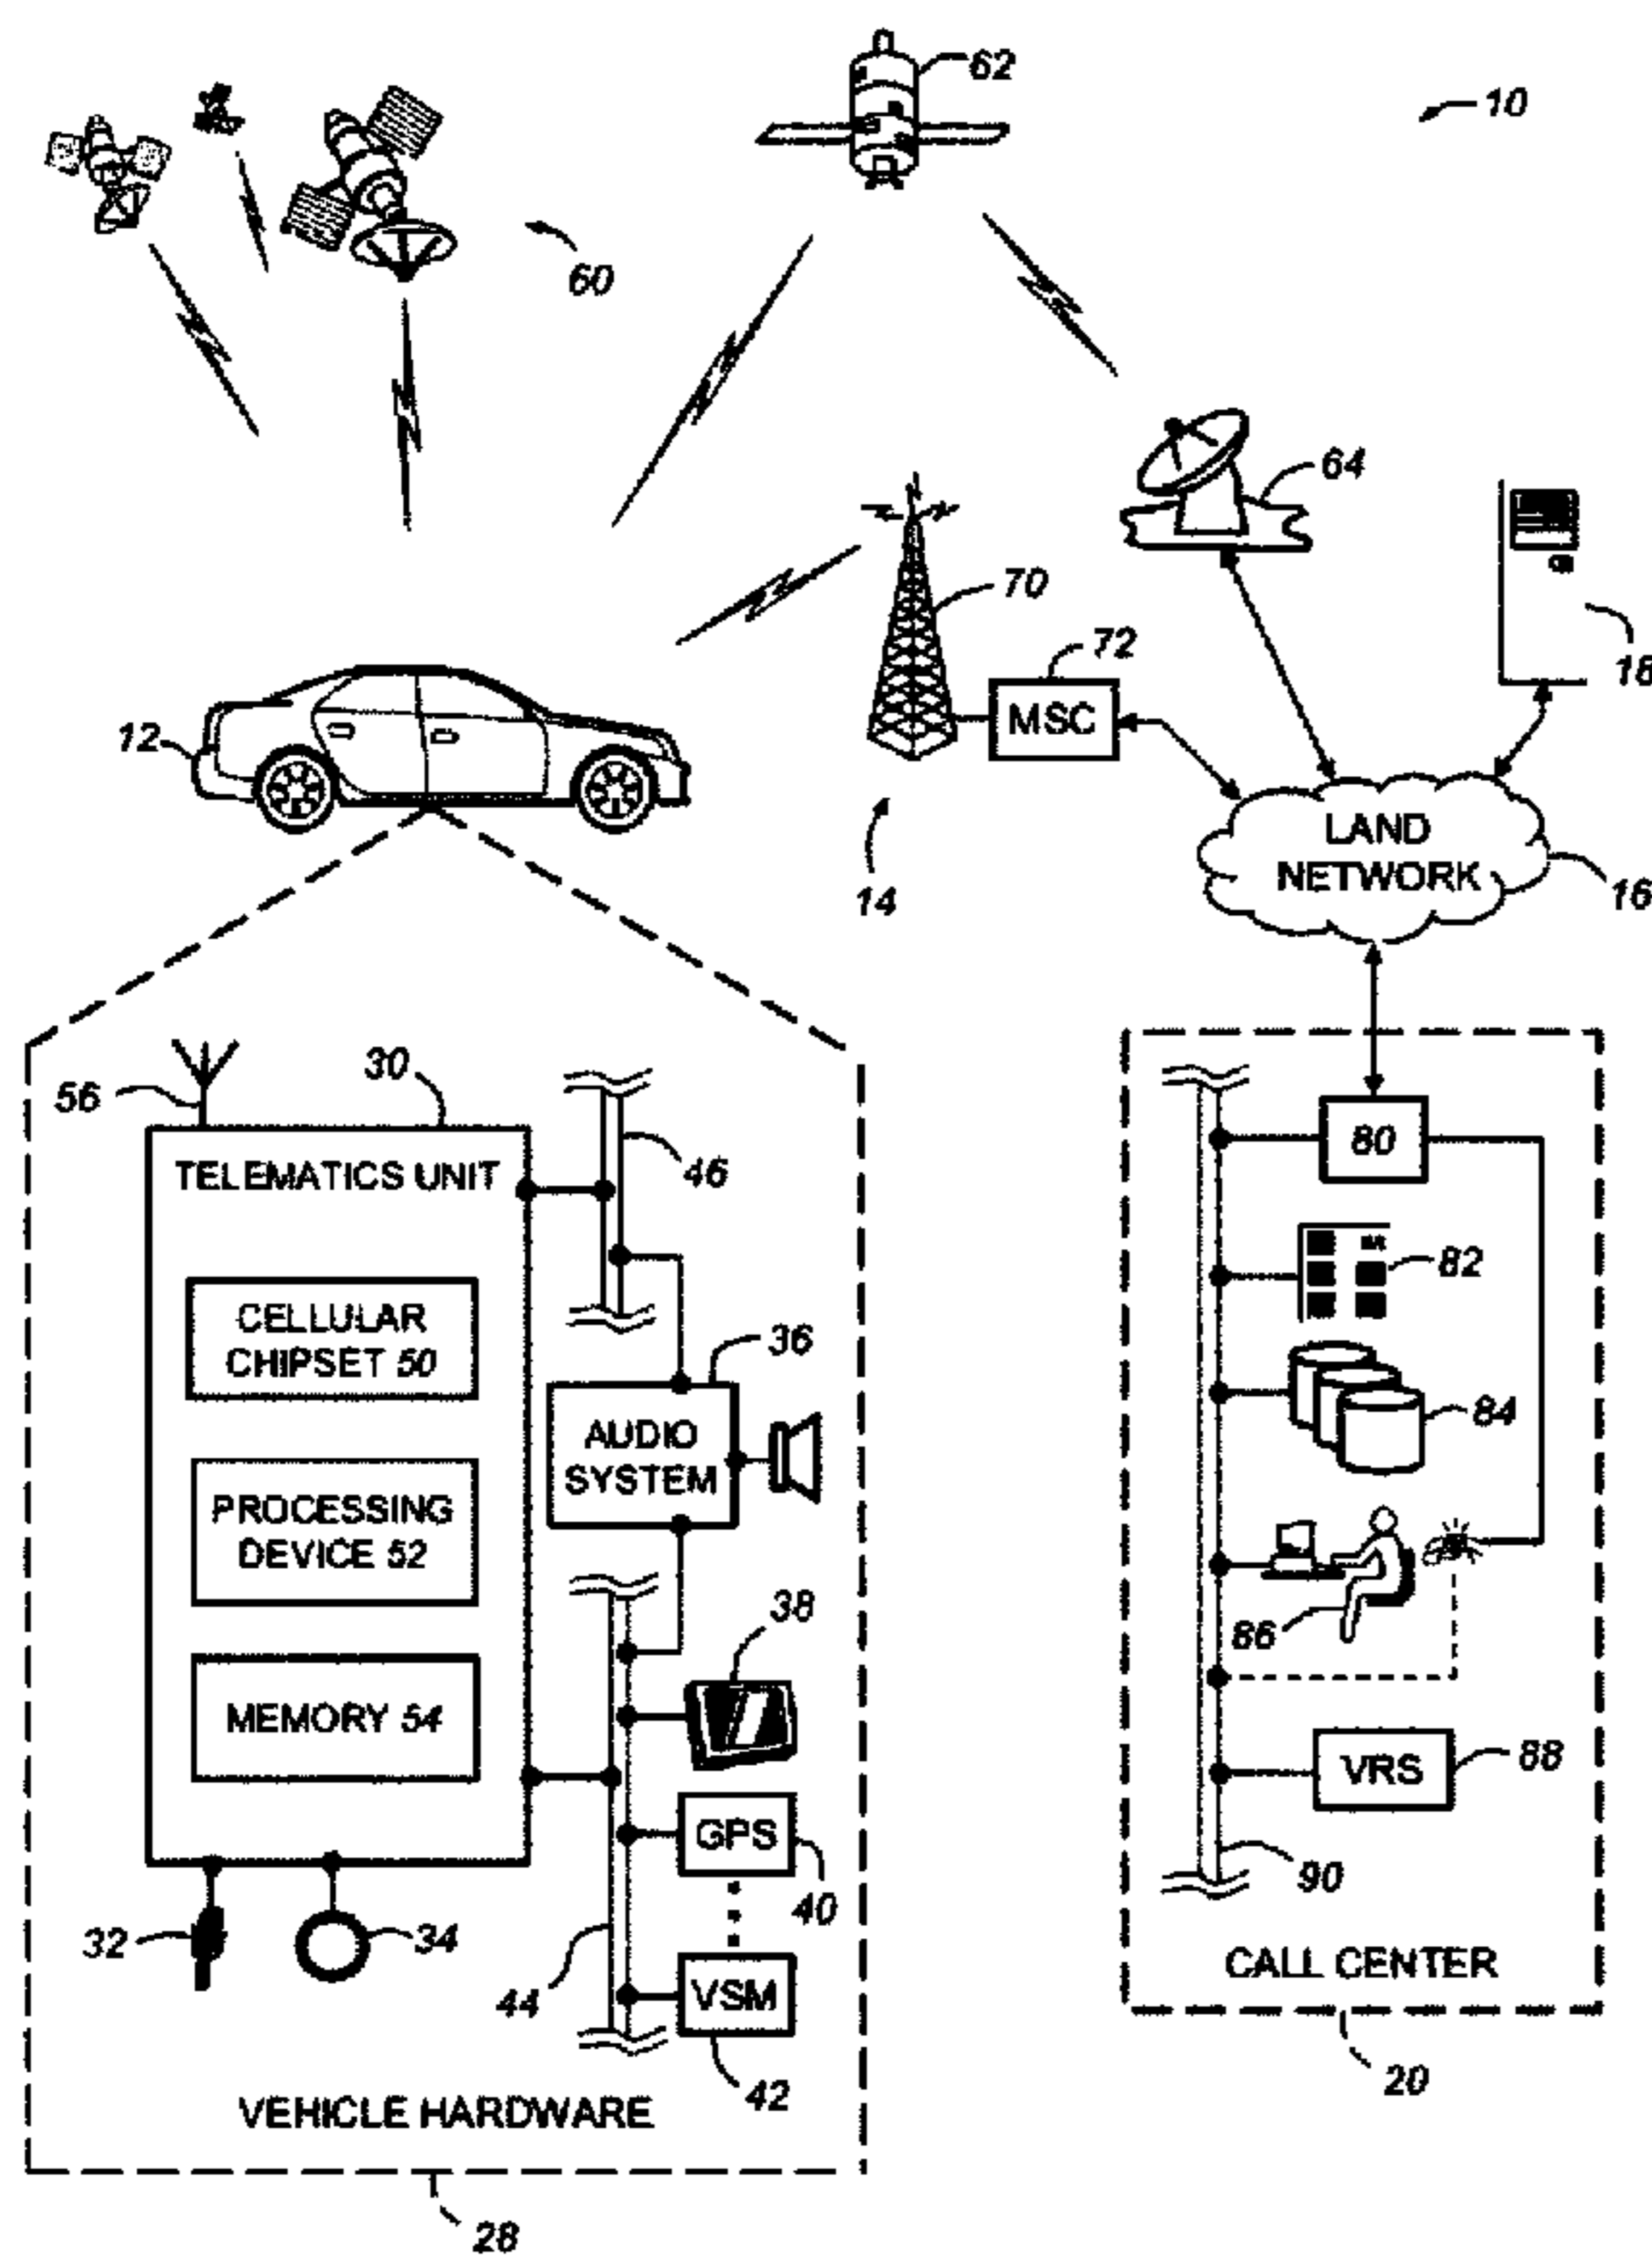 62
10
60
64
70
18
72
MSC
12
LAND
NETWORK
16
14
30
56
46
TELEMATICS UNIT
80
82
CELLULAR
CHIPSET 50
36
84
AUDIO
SYSTEM
PROCESSING
DEVICE 52
38
86
MEMORY 54
VRS
88
GPS
90
40
32
34
44
VSM
CALL CENTER
42
20
VEHICLE HARDWARE
28